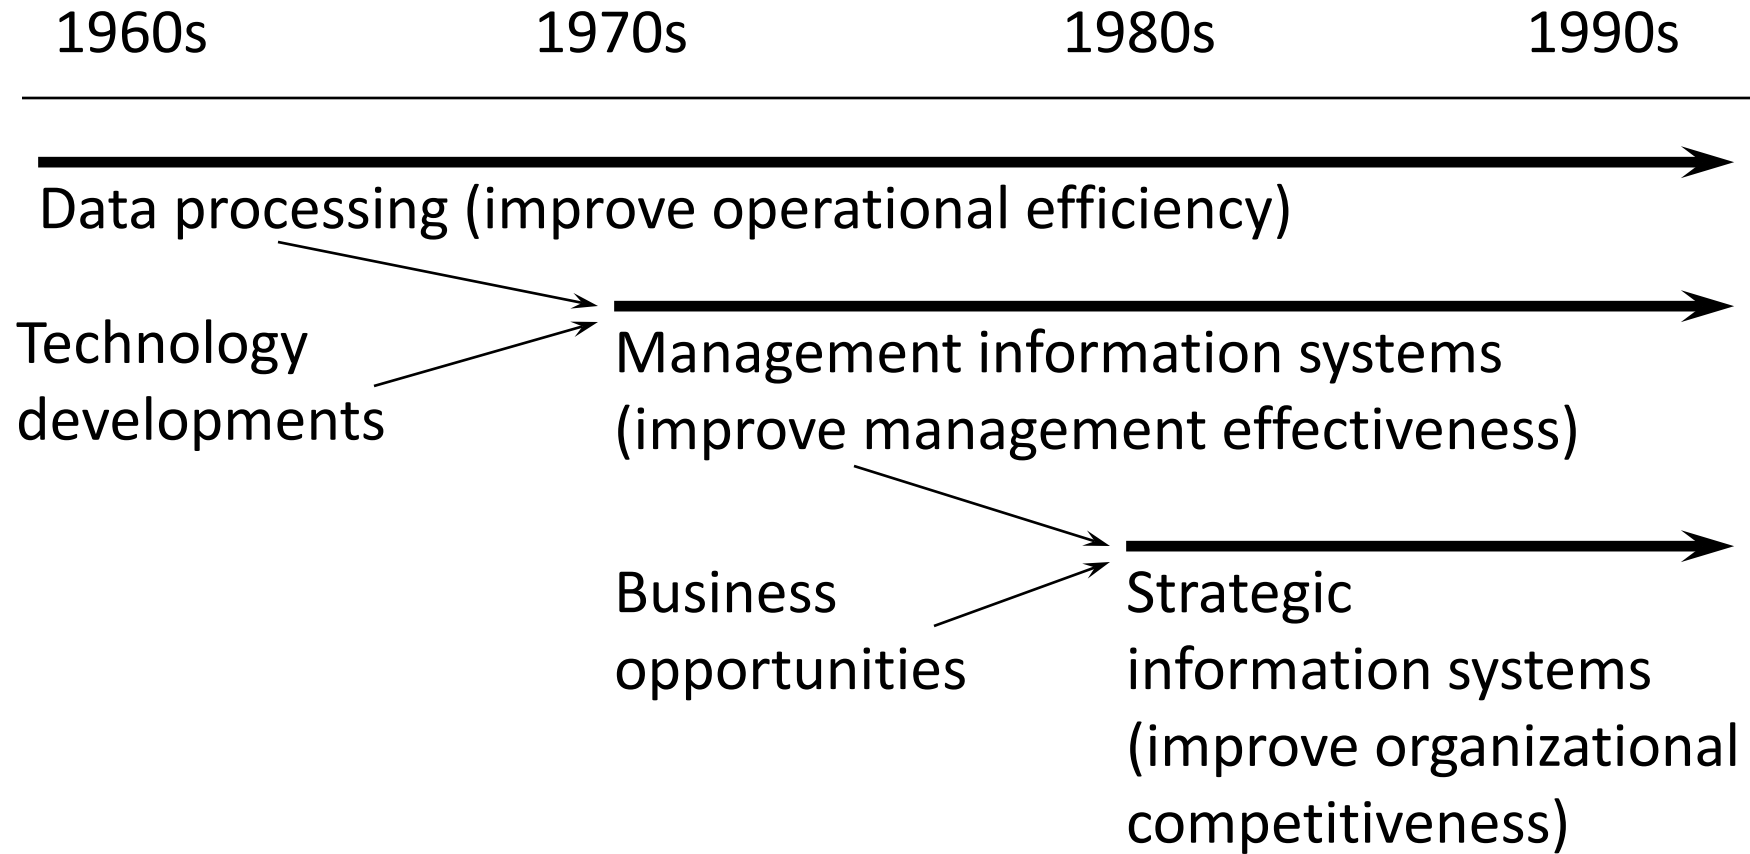 1960s 1970s 1980s 1990s
Data processing (improve operational efficiency)
Technology
developments
Management information systems
(improve management effectiveness)
Business
opportunities
Strategic
information systems
(improve organizational
competitiveness)